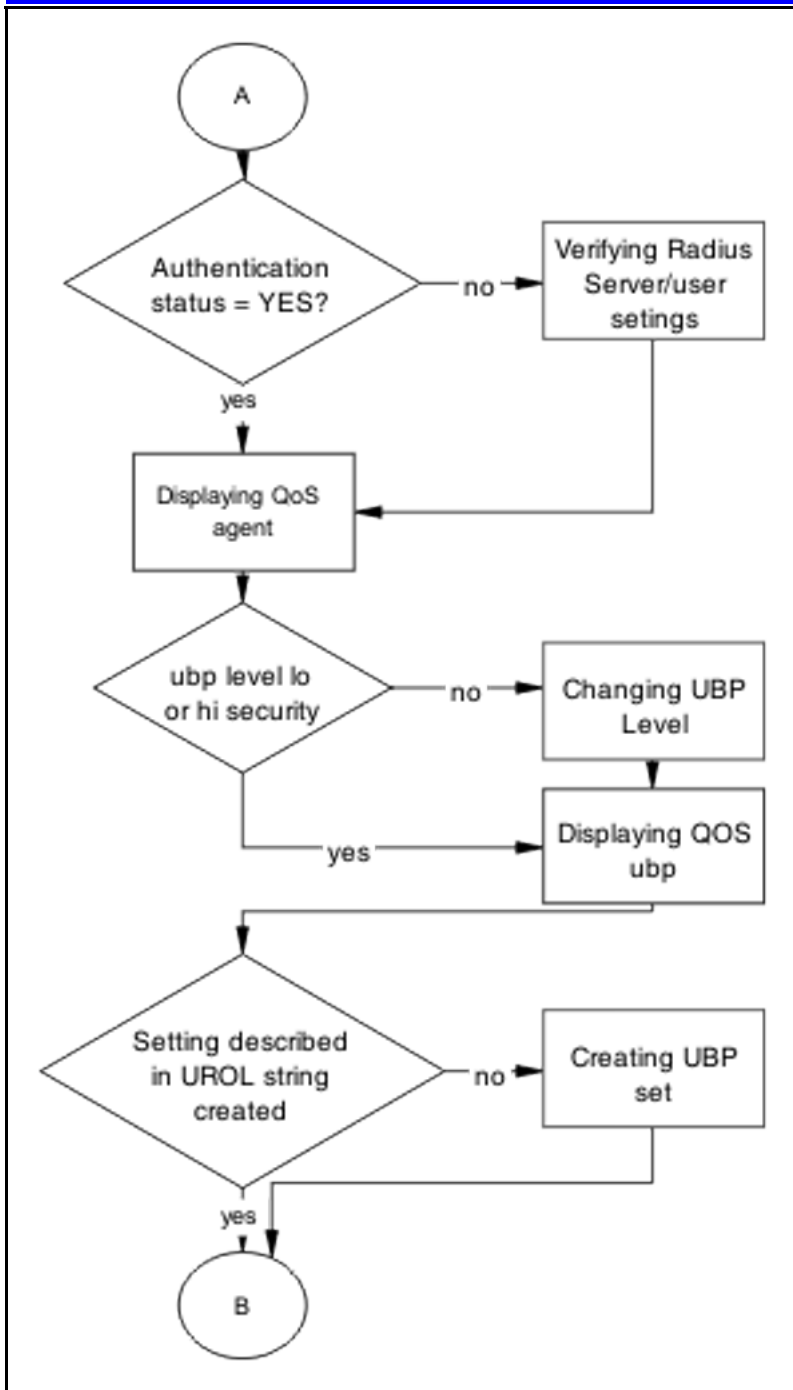 A
Authentication
status = YES?
no
Verifying Radius
Server/user
setings
yes
Displaying QoS
agent
ubp level lo
or hi security
no
Changing UBP
Level
yes
Displaying QOS
ubp
Setting described
in UROL string
created
no
Creating UBP
set
yes
B